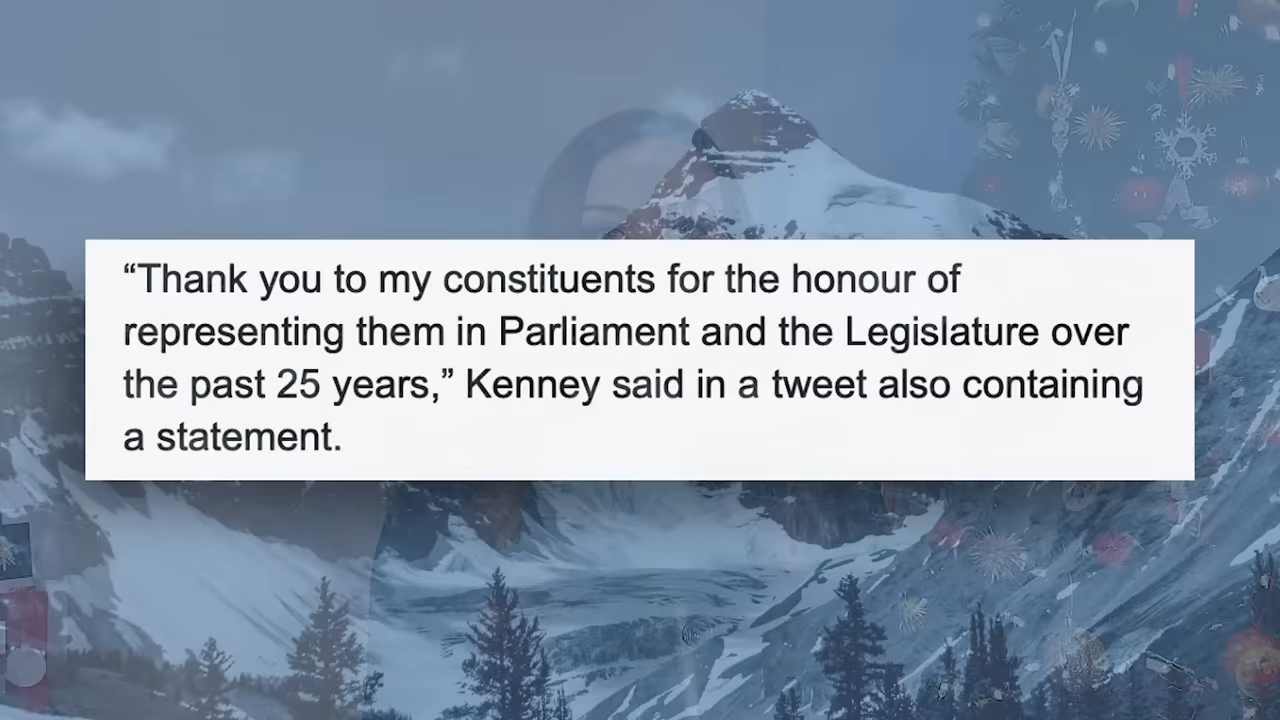 “Thank you to my constituents for the honour of
representing them in Parliament and the Legislature over
the past 25 years,” Kenney said in a tweet also containing
a statement.